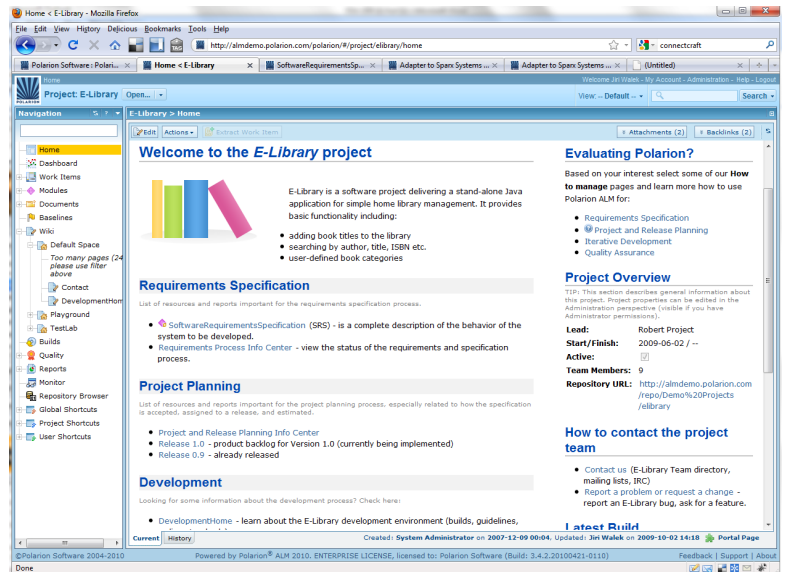 Home < E-Library - Mozilla Firefox
File Edit View History Delicious Bookmarks Tools Help
http://almdemo.polarion.com/polarion/#/project/elibrary/home
connectcraft
Polarion Software : Polari...
Home < E-Library
SoftwareRequirementsSp...
Adapter to Sparx Systems ...
Adapter to Sparx Systems ...
(Untitled)
Home
Welcome Jiri Walek - My Account - Administration - Help - Logout
POLARION
Project: E-Library Open...
View: -- Default --
Search
Navigation
E-Library > Home
Edit
Actions
Extract Work Item
Attachments (2)
Backlinks (2)
Home
Dashboard
Work Items
Modules
Documents
Baselines
Wiki
Default Space
Too many pages (24
please use filter
above
Contact
DevelopmentHom
Playground
TestLab
Builds
Quality
Reports
Monitor
Repository Browser
Global Shortcuts
Project Shortcuts
User Shortcuts
Welcome to the E-Library project
E-Library is a software project delivering a stand-alone Java
application for simple home library management. It provides
basic functionality including:
adding book titles to the library
searching by author, title, ISBN etc.
user-defined book categories
Requirements Specification
List of resources and reports important for the requirements specification process.
SoftwareRequirementsSpecification (SRS) - is a complete description of the behavior of the
system to be developed.
Requirements Process Info Center - view the status of the requirements and specification
process.
Project Planning
List of resources and reports important for the project planning process, especially related to how the specification
is accepted, assigned to a release, and estimated.
Project and Release Planning Info Center
Release 1.0 - product backlog for Version 1.0 (currently being implemented)
Release 0.9 - already released
Development
Looking for some information about the development process? Check here:
DevelopmentHome - learn about the E-Library development environment (builds, guidelines,
Evaluating Polarion?
Based on your interest select some of our How
to manage pages and learn more how to use
Polarion ALM for:
Requirements Specification
Project and Release Planning
Iterative Development
Quality Assurance
Project Overview
TIP: This section describes general information about
this project. Project properties can be edited in the
Administration perspective (visible if you have
Administrator permissions).
Lead: Robert Project
Start/Finish: 2009-06-02 / --
Active:
Team Members: 9
Repository URL: http://almdemo.polarion.com
/repo/Demo%20Projects
/elibrary
How to contact the project
team
Contact us (E-Library Team directory,
mailing lists, IRC)
Report a problem or request a change -
report an E-Library bug, ask for a feature.
Latest Build
Current
History
Created: System Administrator on 2007-12-09 00:04, Updated: Jiri Walek on 2009-10-02 14:18
Portal Page
©Polarion Software 2004-2010
Powered by Polarion® ALM 2010. ENTERPRISE LICENSE, licensed to: Polarion Software (Build: 3.4.2.20100421-0110)
Feedback | Support | About
Done